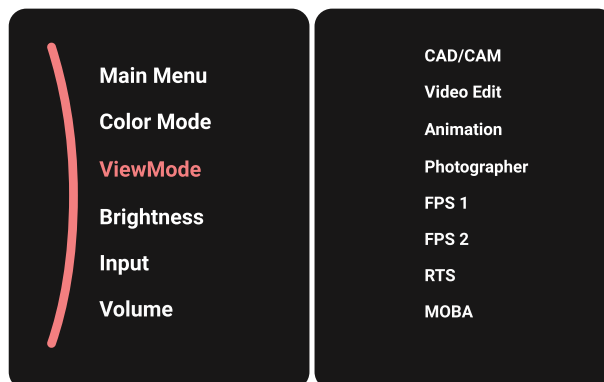 Main Menu
Color Mode
ViewMode
Brightness
Input
Volume
CAD/CAM
Video Edit
Animation
Photographer
FPS 1
FPS 2
RTS
MOBA